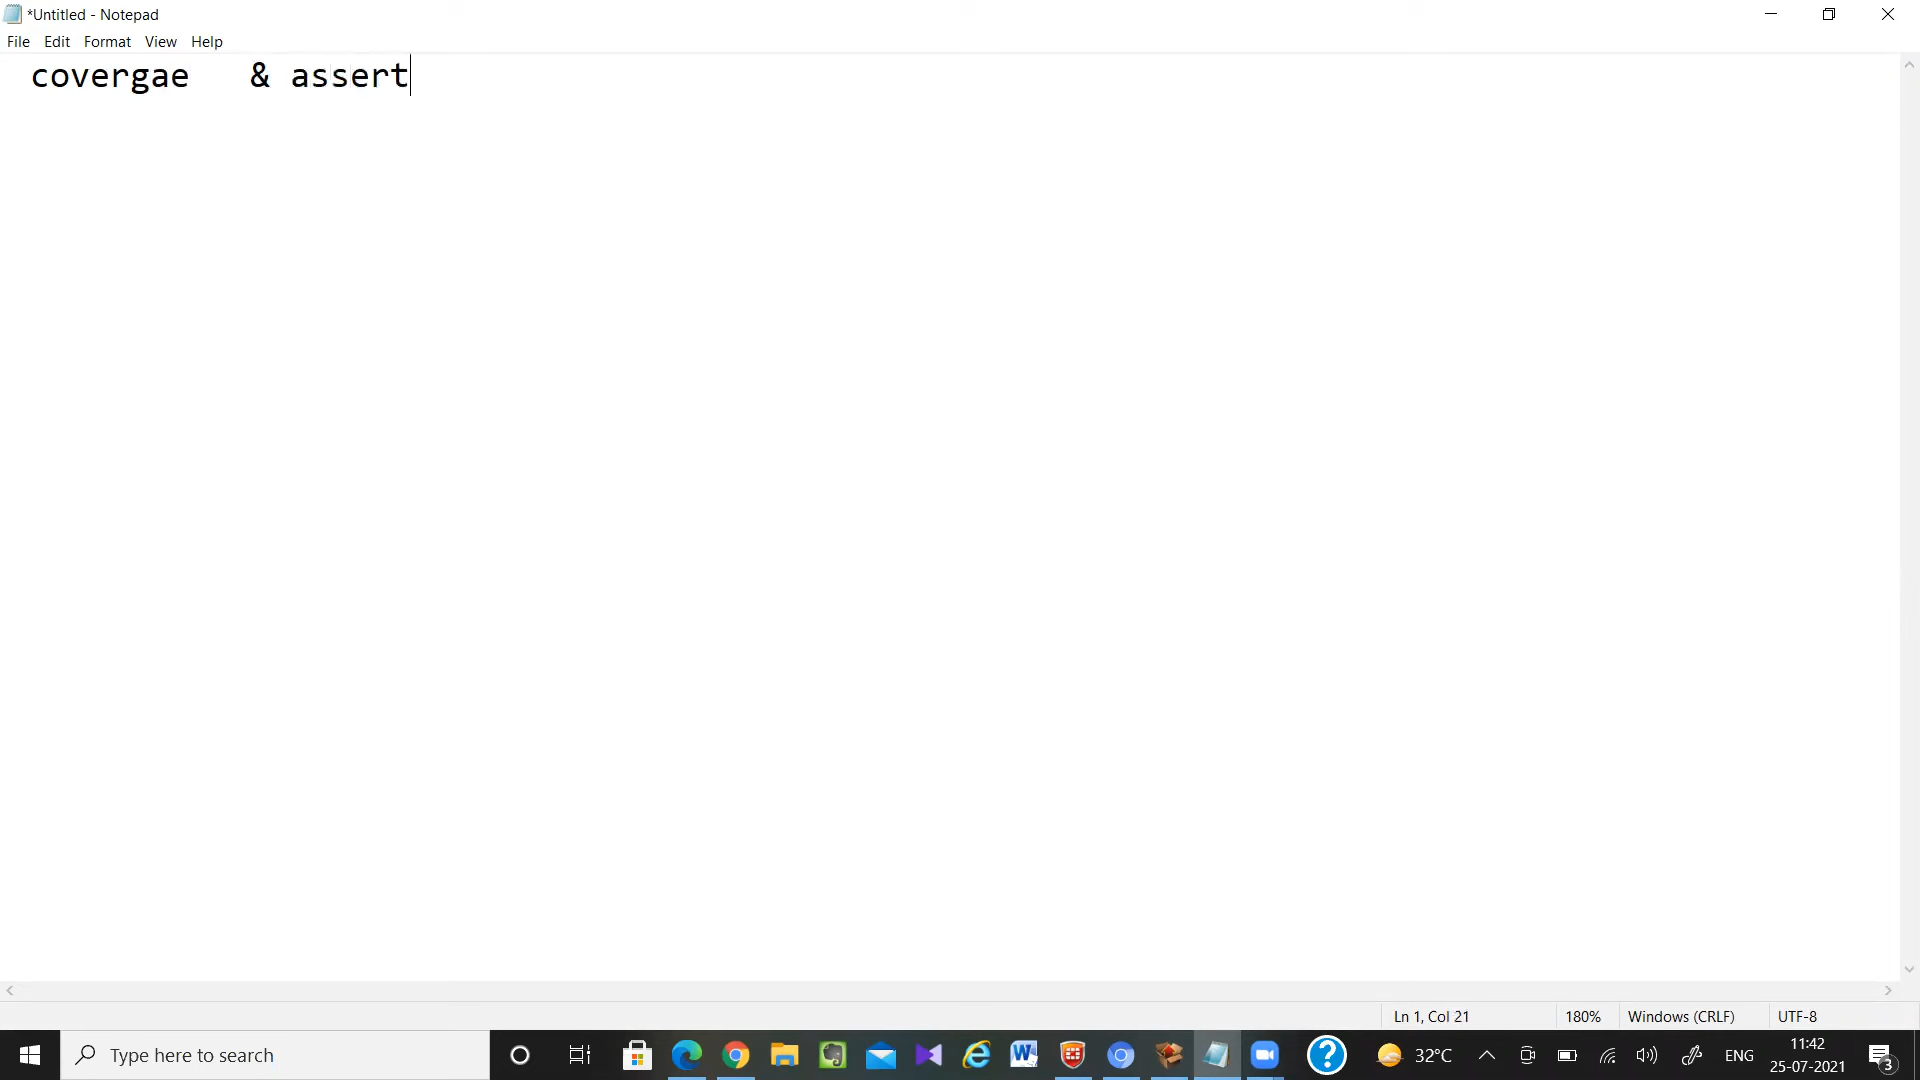 *Untitled - Notepad
File Edit Format View Help
covergae & assert
Ln 1, Col 21 180% Windows (CRLF) UTF-8
Type here to search
32°C
ENG
11:42
25-07-2021
3